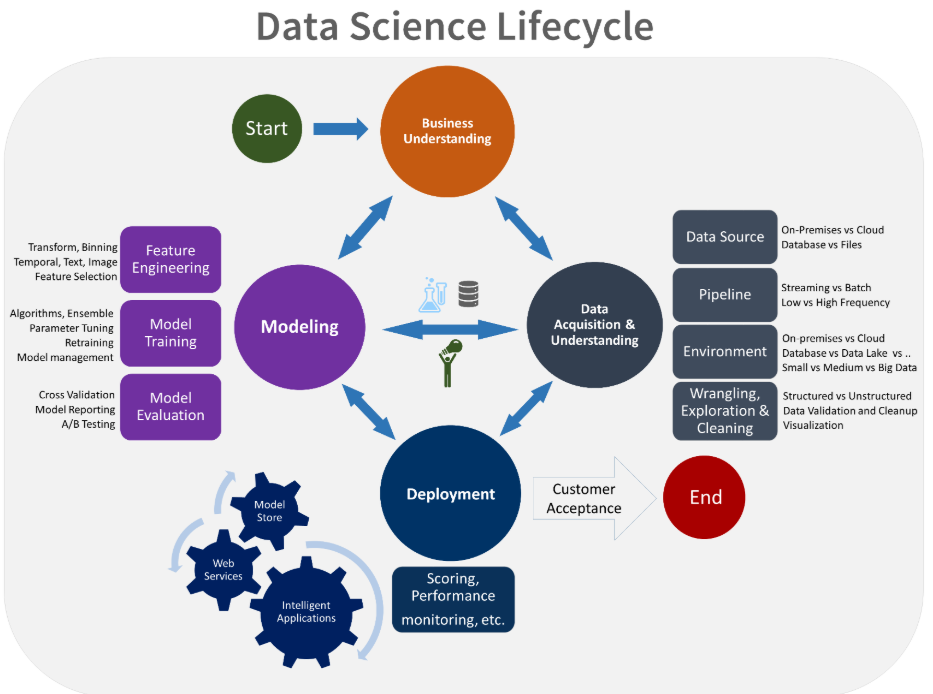 Data Science Lifecycle
Start
Business
Understanding
Transform, Binning
Temporal, Text, Image
Feature Selection
Feature
Engineering
Algorithms, Ensemble
Parameter Tuning
Retraining
Model management
Model
Training
Cross Validation
Model Reporting
A/B Testing
Model
Evaluation
Modeling
Data
Acquisition &
Understanding
Data Source
On-Premises vs Cloud
Database vs Files
Pipeline
Streaming vs Batch
Low vs High Frequency
Environment
On-premises vs Cloud
Database vs Data Lake vs ..
Small vs Medium vs Big Data
Wrangling,
Exploration &
Cleaning
Structured vs Unstructured
Data Validation and Cleanup
Visualization
Deployment
Customer
Acceptance
End
Model
Store
Web
Services
Intelligent
Applications
Scoring,
Performance
monitoring, etc.